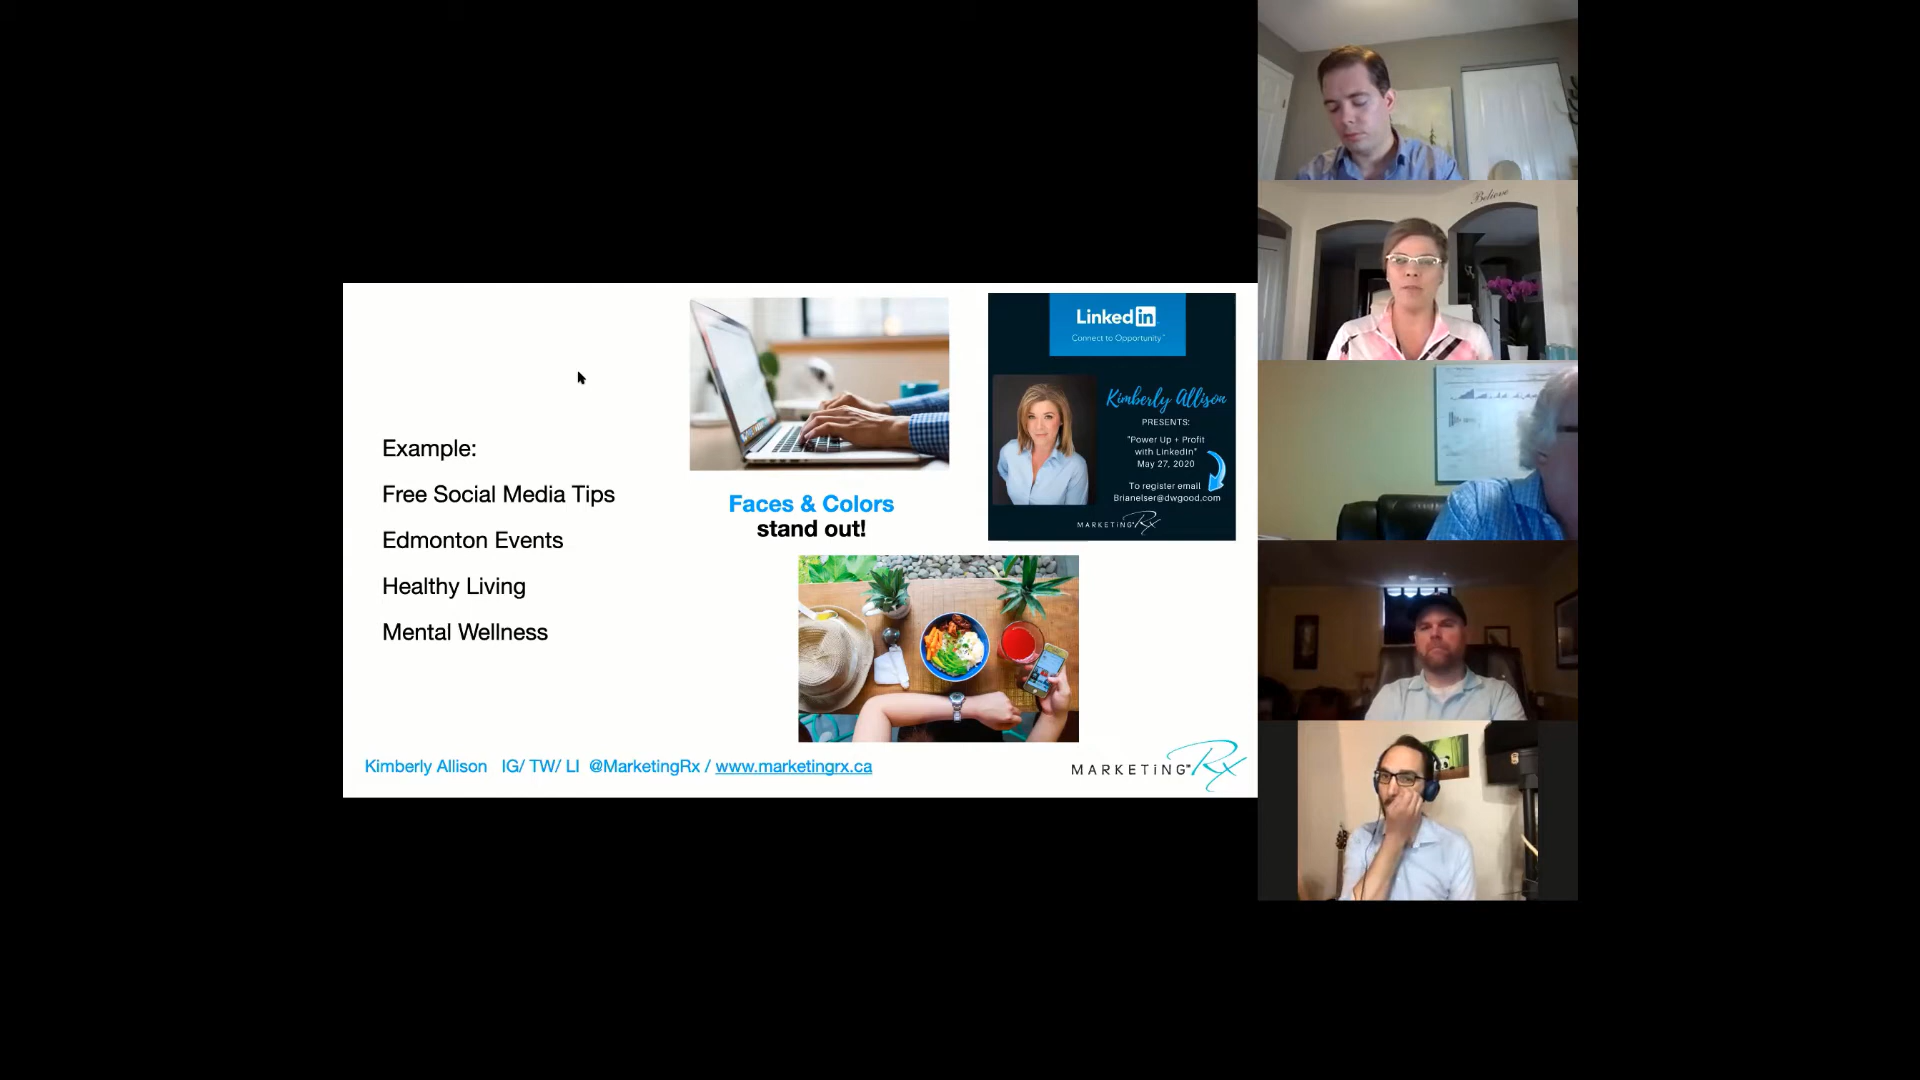 Example:
Free Social Media Tips
Edmonton Events
Healthy Living
Mental Wellness
Faces & Colors
stand out!
Linked in
Connect to Opportunity™
Kimberly Allison
PRESENTS:
"Power Up + Profit
with LinkedIn"
May 27, 2020
To register email
Brianelser@dwgood.com
MARKETING Rx
Kimberly Allison IG/ TW/ LI @MarketingRx / www.marketingrx.ca
MARKETiNG Rx
Believe